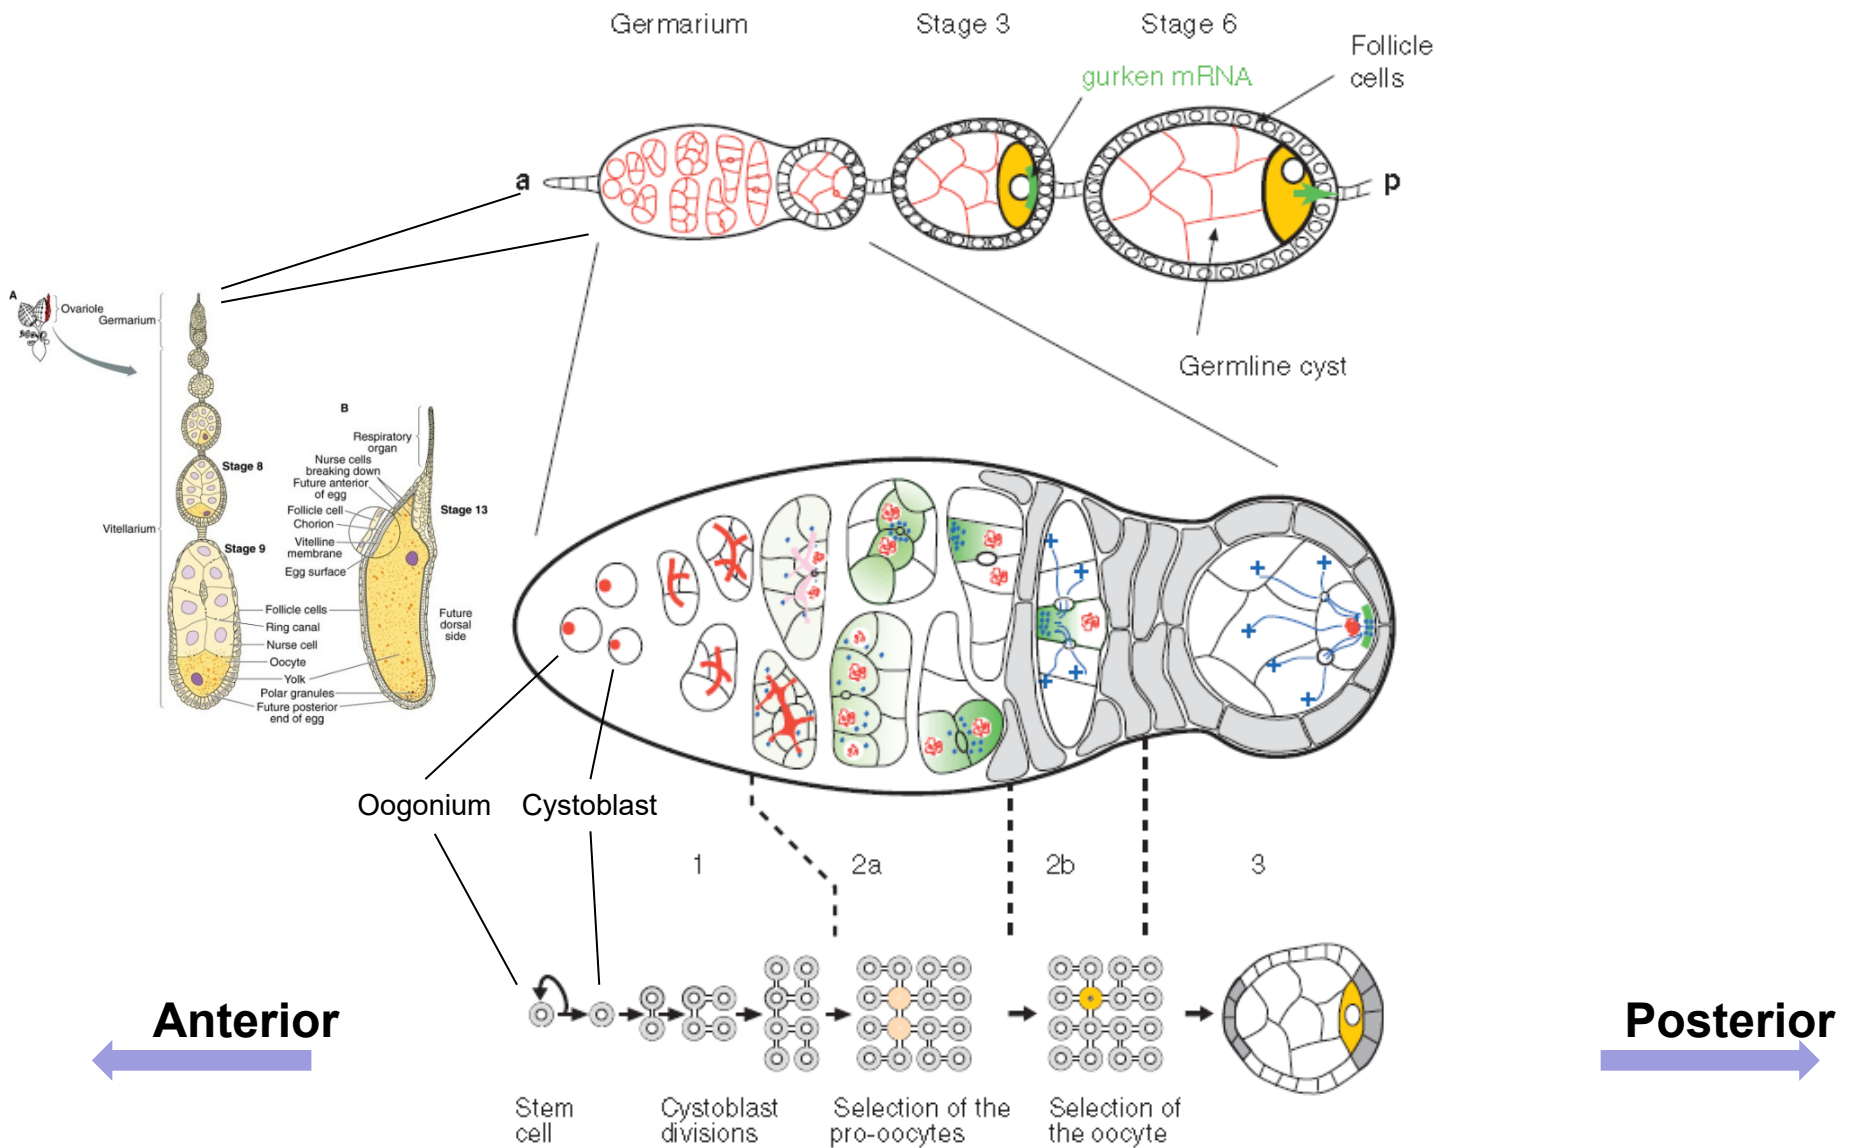 Germarium
Stage 3
Stage 6
Follicle
cells
gurken mRNA
a
p
Germline cyst
A
Ovariole
Germarium
Vitellarium
Stage 8
Stage 9
B
Respiratory
organ
Nurse cells
breaking down
Future anterior
of egg
Follicle cell
Chorion
Vitelline
membrane
Egg surface
Stage 13
Follicle cells
Ring canal
Nurse cell
Oocyte
Yolk
Polar granules
Future posterior
end of egg
Future
dorsal
side
Oogonium
Cystoblast
1
2a
2b
3
Anterior
Posterior
Stem
cell
Cystoblast
divisions
Selection of the
pro-oocytes
Selection of
the oocyte